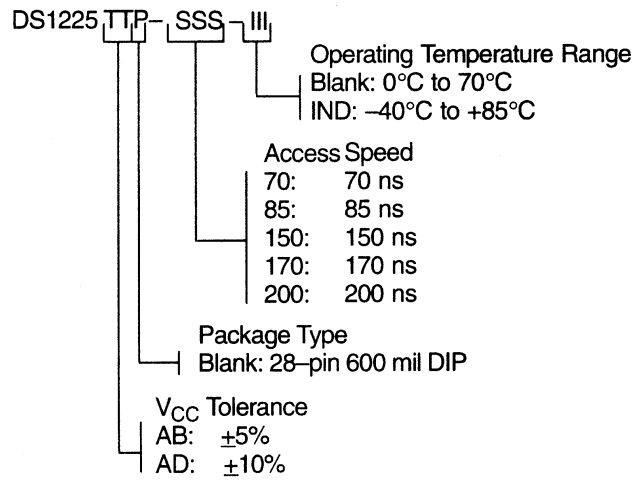 DS1225 TTP– SSS – III
Operating Temperature Range
Blank: 0°C to 70°C
IND: –40°C to +85°C
Access Speed
70: 70 ns
85: 85 ns
150: 150 ns
170: 170 ns
200: 200 ns
Package Type
Blank: 28–pin 600 mil DIP
VCC Tolerance
AB: ±5%
AD: ±10%